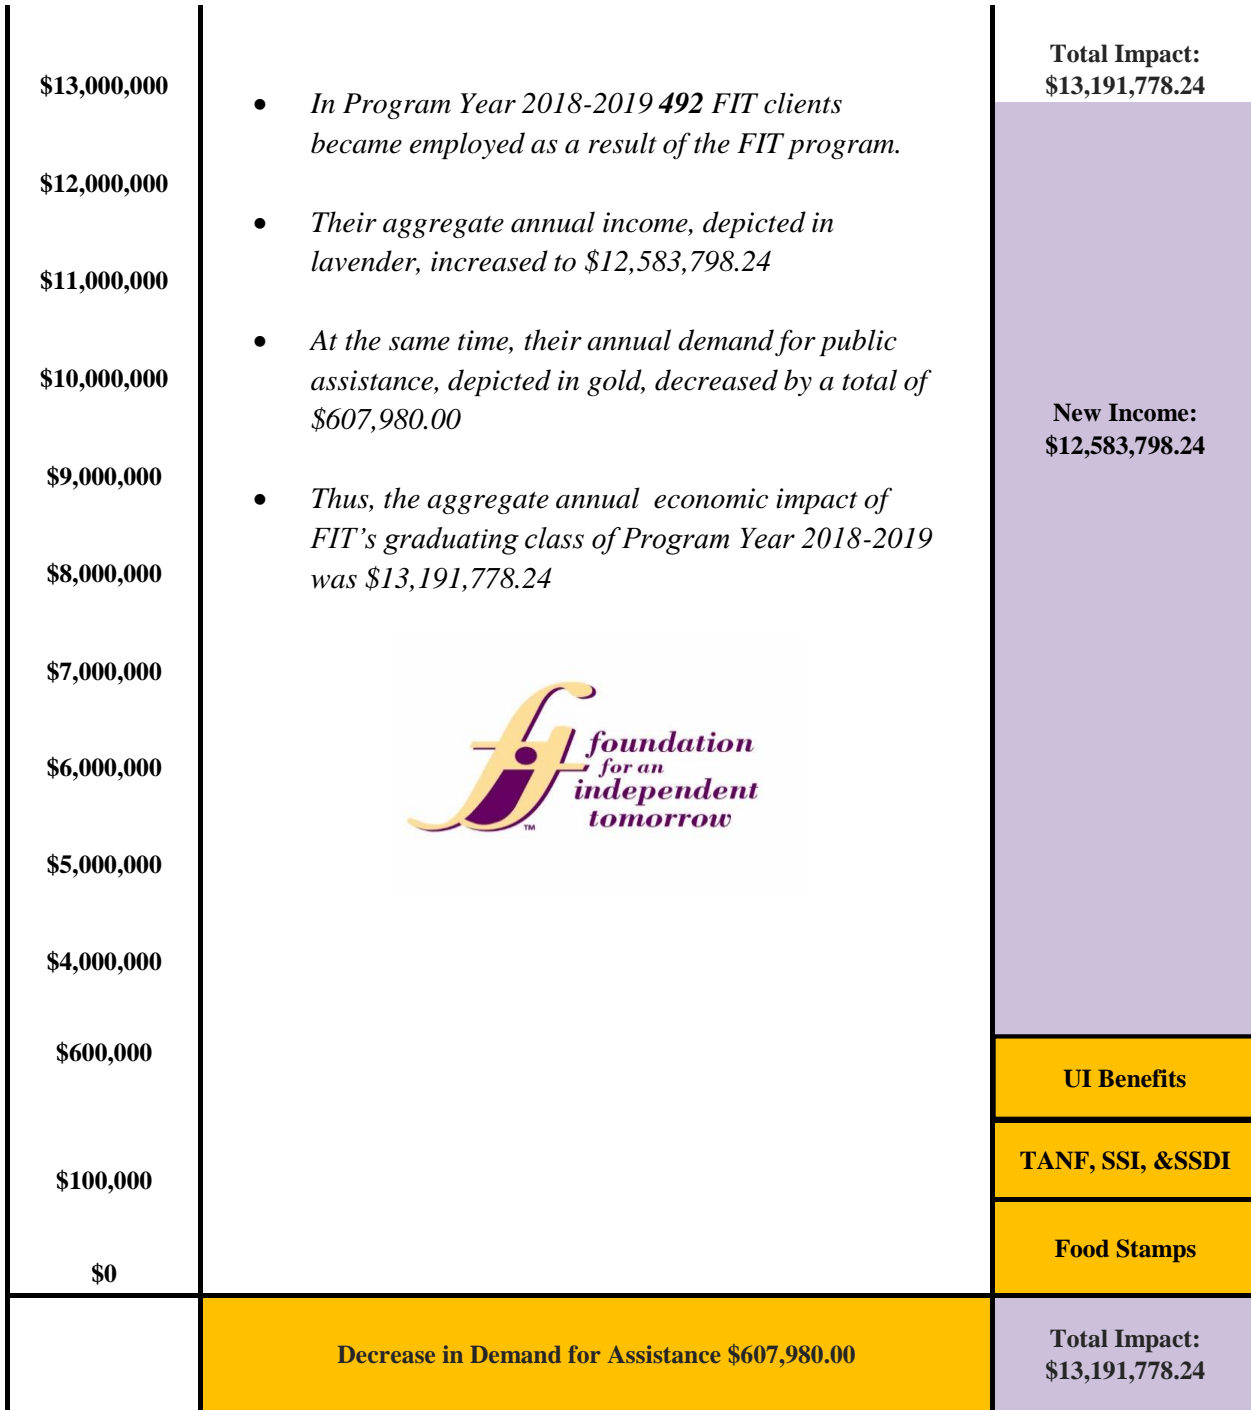 $13,000,000
$12,000,000
$11,000,000
$10,000,000
$9,000,000
$8,000,000
$7,000,000
$6,000,000
$5,000,000
$4,000,000
$600,000
$100,000
$0
• In Program Year 2018-2019 492 FIT clients
became employed as a result of the FIT program.
• Their aggregate annual income, depicted in
lavender, increased to $12,583,798.24
• At the same time, their annual demand for public
assistance, depicted in gold, decreased by a total of
$607,980.00
• Thus, the aggregate annual economic impact of
FIT’s graduating class of Program Year 2018-2019
was $13,191,778.24
fit
foundation
for an
independent
tomorrow
TM
Total Impact:
$13,191,778.24
New Income:
$12,583,798.24
UI Benefits
TANF, SSI, &SSDI
Food Stamps
Decrease in Demand for Assistance $607,980.00
Total Impact:
$13,191,778.24